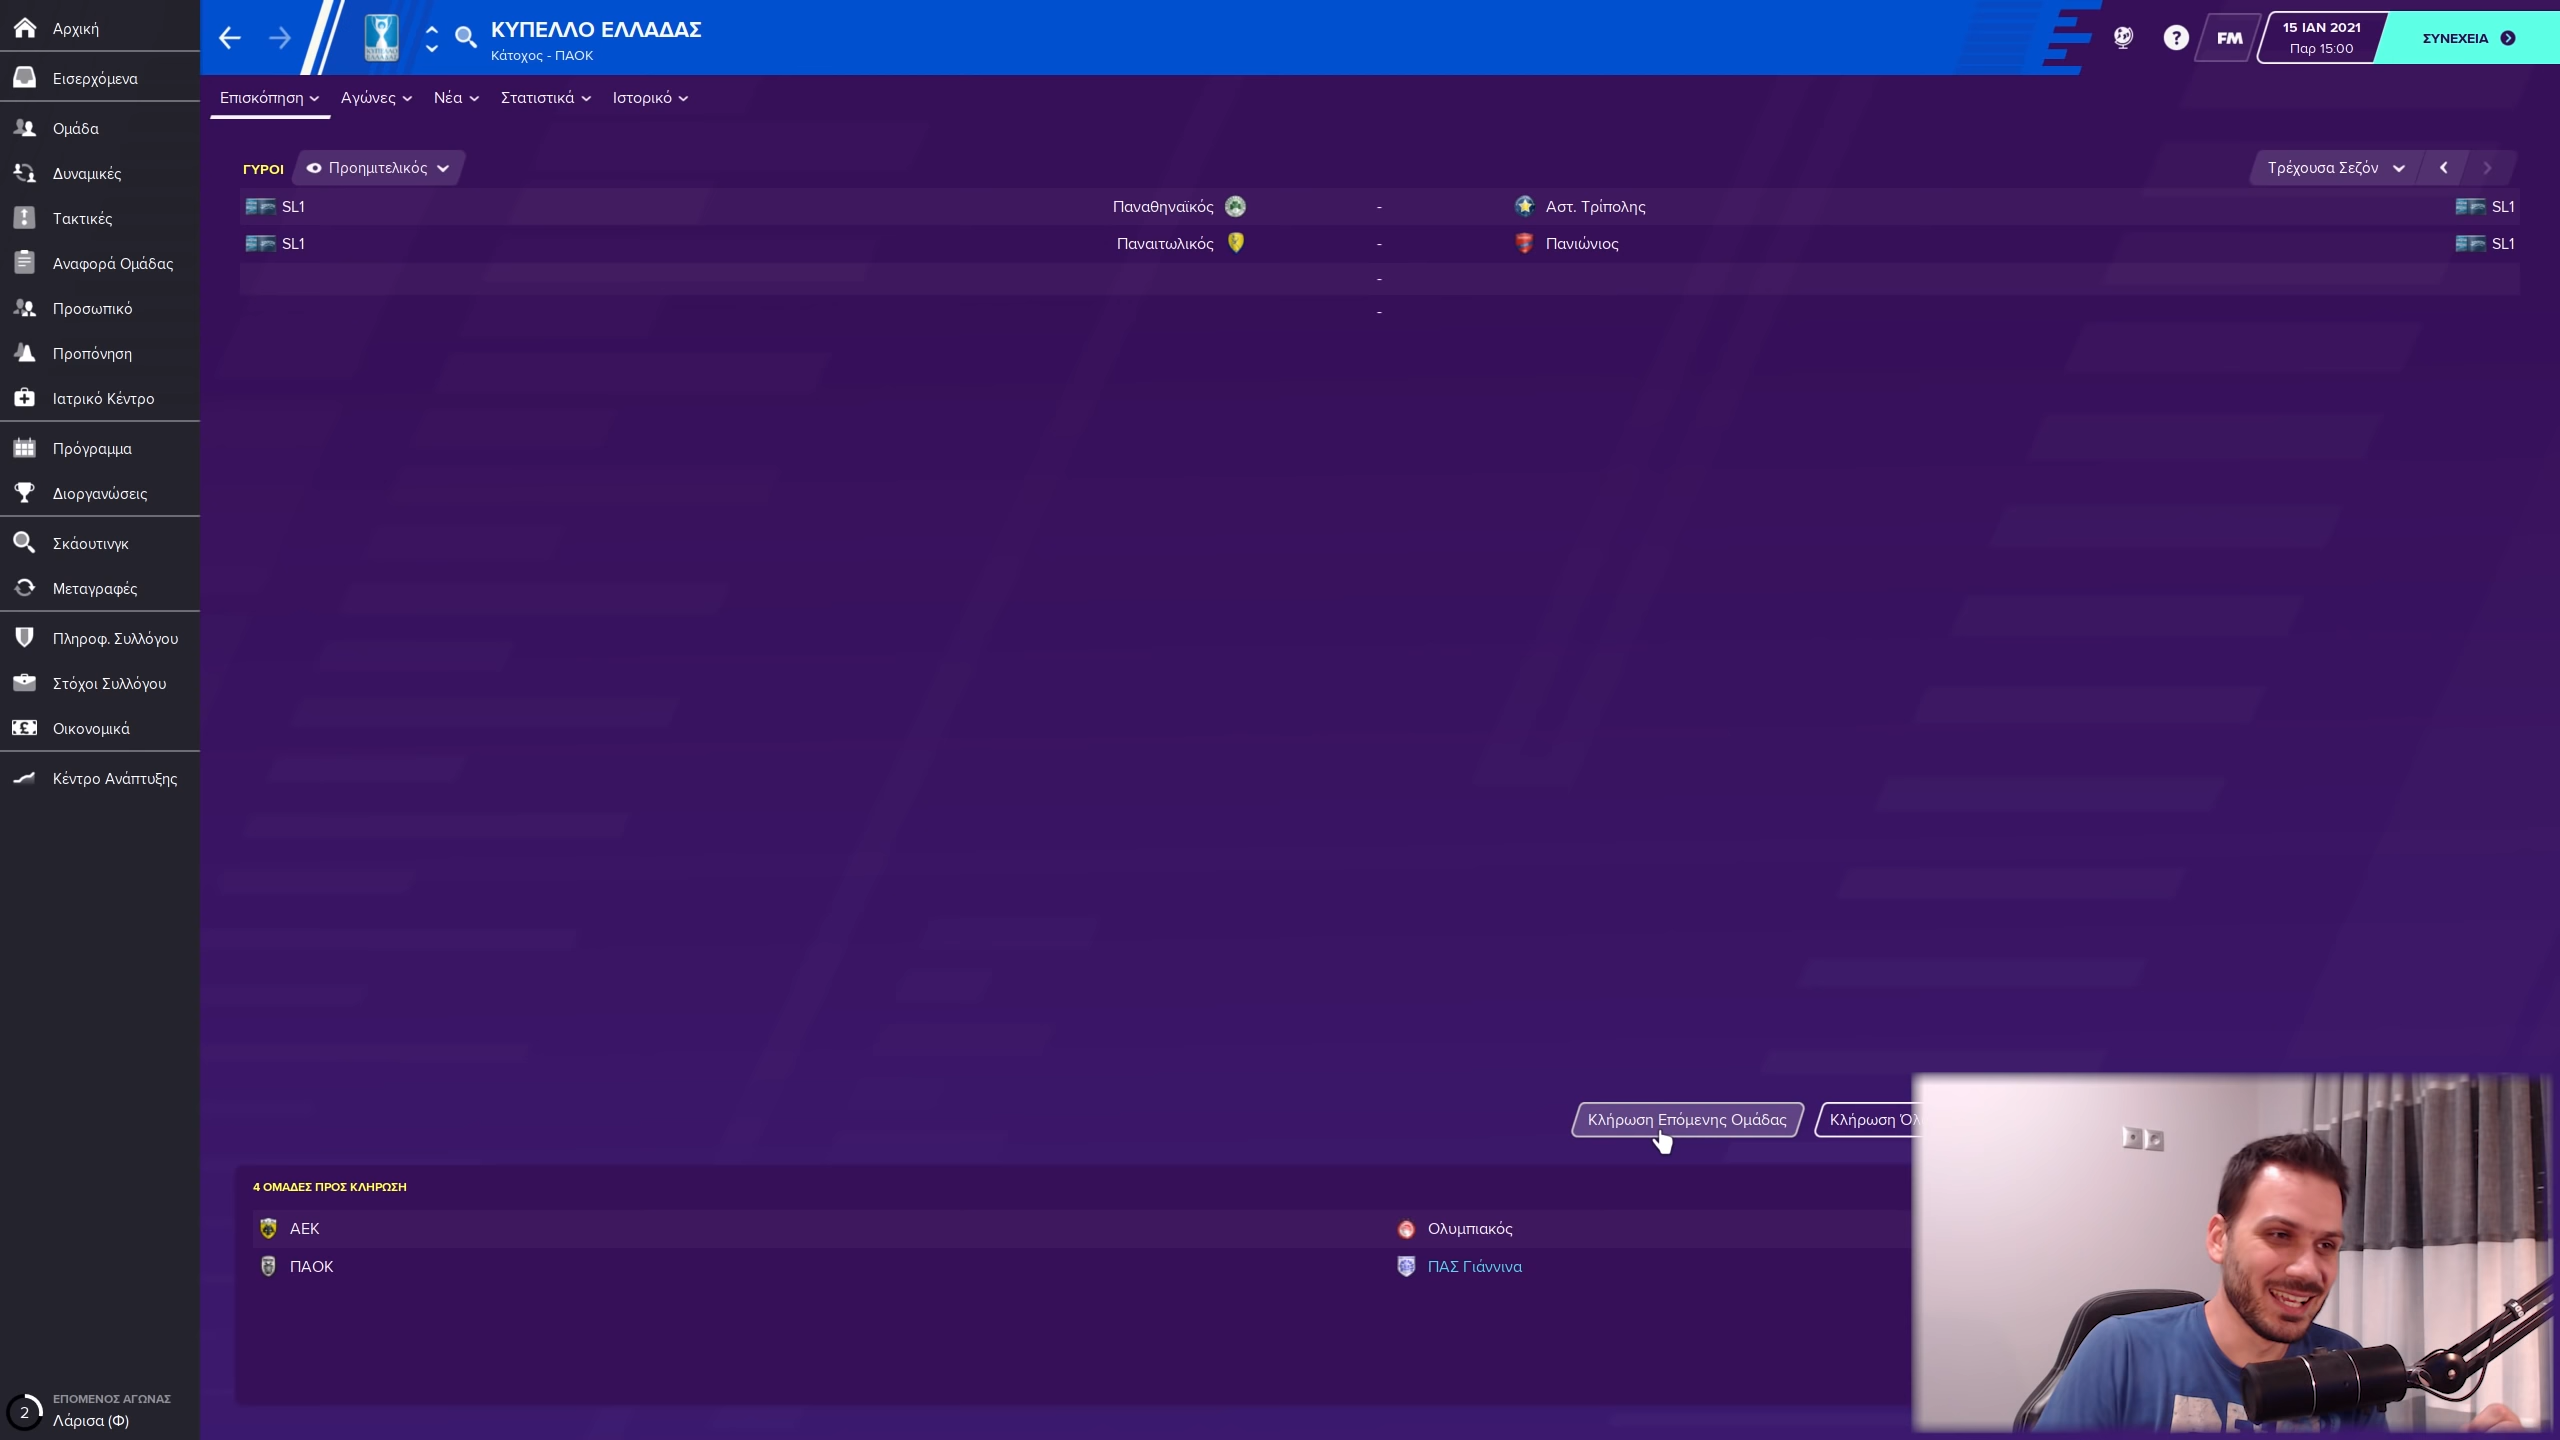 Αρχική
Εισερχόμενα
Ομάδα
Δυναμικές
Τακτικές
Αναφορά Ομάδας
Προσωπικό
Προπόνηση
Ιατρικό Κέντρο
Πρόγραμμα
Διοργανώσεις
Σκάουτινγκ
Μεταγραφές
Πληροφ. Συλλόγου
Στόχοι Συλλόγου
Οικονομικά
Κέντρο Ανάπτυξης
2 ΕΠΟΜΕΝΟΣ ΑΓΩΝΑΣ
Λάρισα (Φ)
ΚΥΠΕΛΛΟ ΕΛΛΑΔΑΣ
Κάτοχος - ΠΑΟΚ
? FM
15 ΙΑΝ 2021
Παρ 15:00
ΣΥΝΕΧΕΙΑ
Επισκόπηση Αγώνες Νέα Στατιστικά Ιστορικό
ΓΥΡΟΙ Προημιτελικός Τρέχουσα Σεζόν
SL1 Παναθηναϊκός - Αστ. Τρίπολης SL1
SL1 Παναιτωλικός - Πανιώνιος SL1
-
-
Κλήρωση Επόμενης Ομάδας Κλήρωση
4 ΟΜΑΔΕΣ ΠΡΟΣ ΚΛΗΡΩΣΗ
ΑΕΚ Ολυμπιακός
ΠΑΟΚ ΠΑΣ Γιάννινα